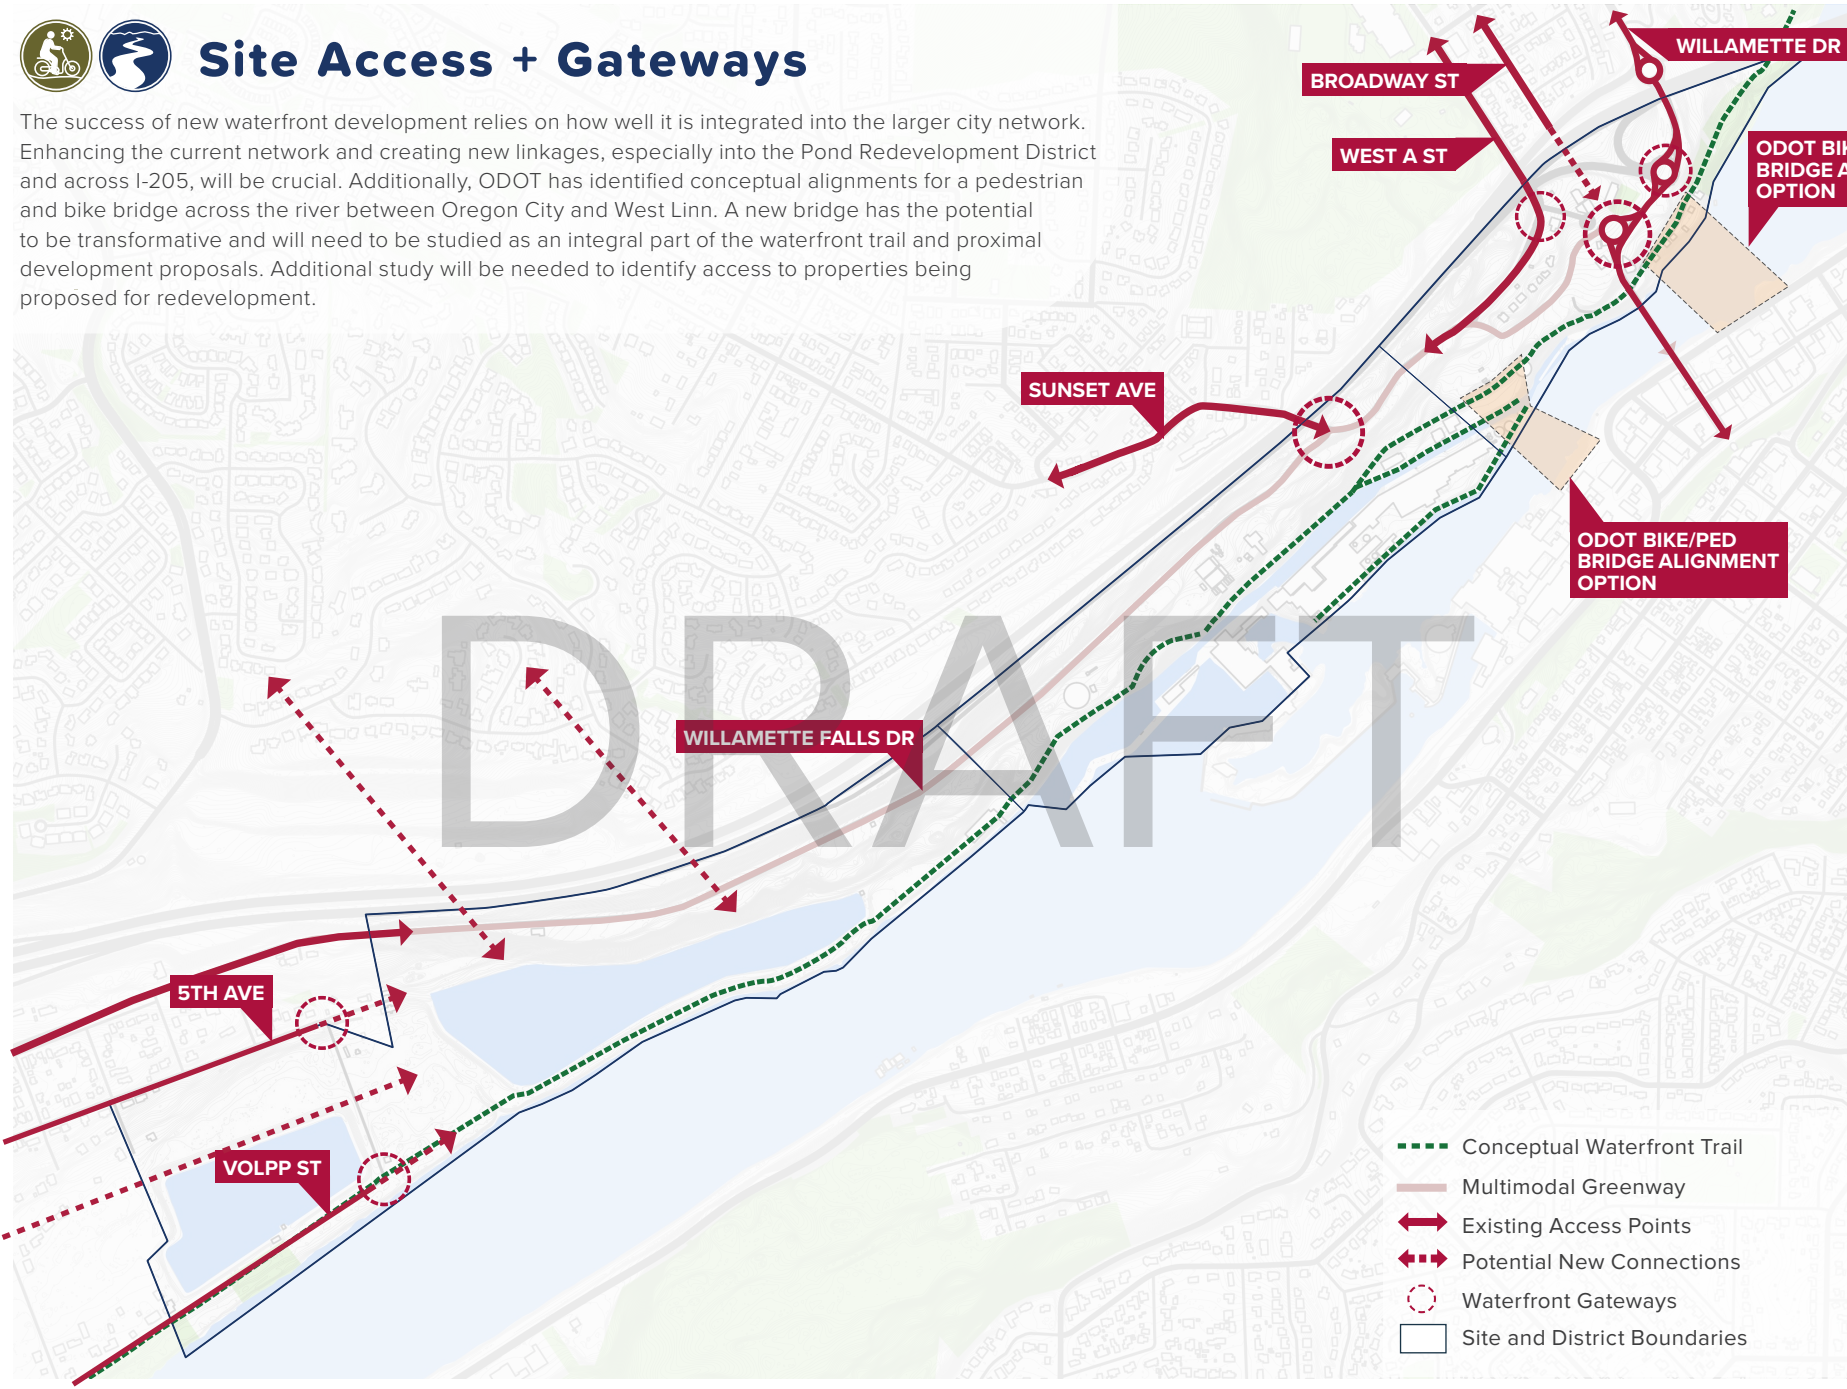 Site Access + Gateways
The success of new waterfront development relies on how well it is integrated into the larger city network.
Enhancing the current network and creating new linkages, especially into the Pond Redevelopment District
and across I-205, will be crucial. Additionally, ODOT has identified conceptual alignments for a pedestrian
and bike bridge across the river between Oregon City and West Linn. A new bridge has the potential
to be transformative and will need to be studied as an integral part of the waterfront trail and proximal
development proposals. Additional study will be needed to identify access to properties being
proposed for redevelopment.
WILLAMETTE DR
BROADWAY ST
WEST A ST
ODOT BIK
BRIDGE A
OPTION
SUNSET AVE
ODOT BIKE/PED
BRIDGE ALIGNMENT
OPTION
DRAFT
WILLAMETTE FALLS DR
5TH AVE
VOLPP ST
Conceptual Waterfront Trail
Multimodal Greenway
Existing Access Points
Potential New Connections
Waterfront Gateways
Site and District Boundaries